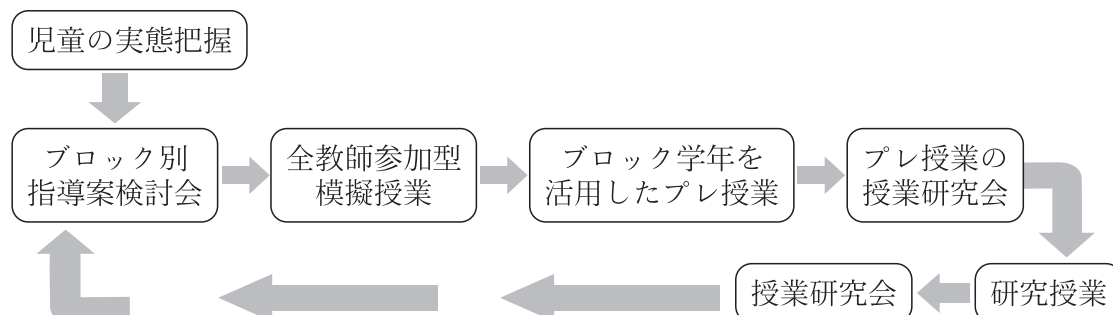 児童の実態把握
ブロック別
指導案検討会
全教師参加型
模擬授業
ブロック学年を
活用したプレ授業
プレ授業の
授業研究会
研究授業
授業研究会